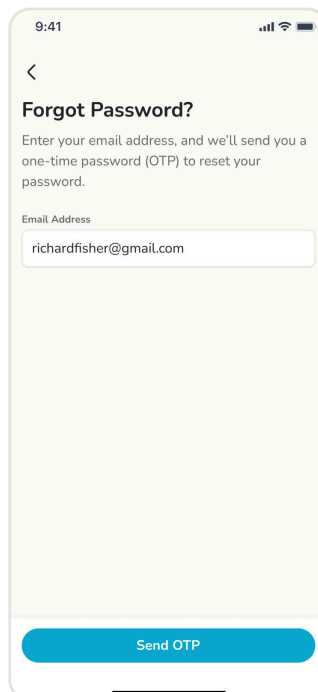 9:41
Forgot Password?
Enter your email address, and we'll send you a
one-time password (OTP) to reset your
password.
Email Address
richardfisher@gmail.com
Send OTP